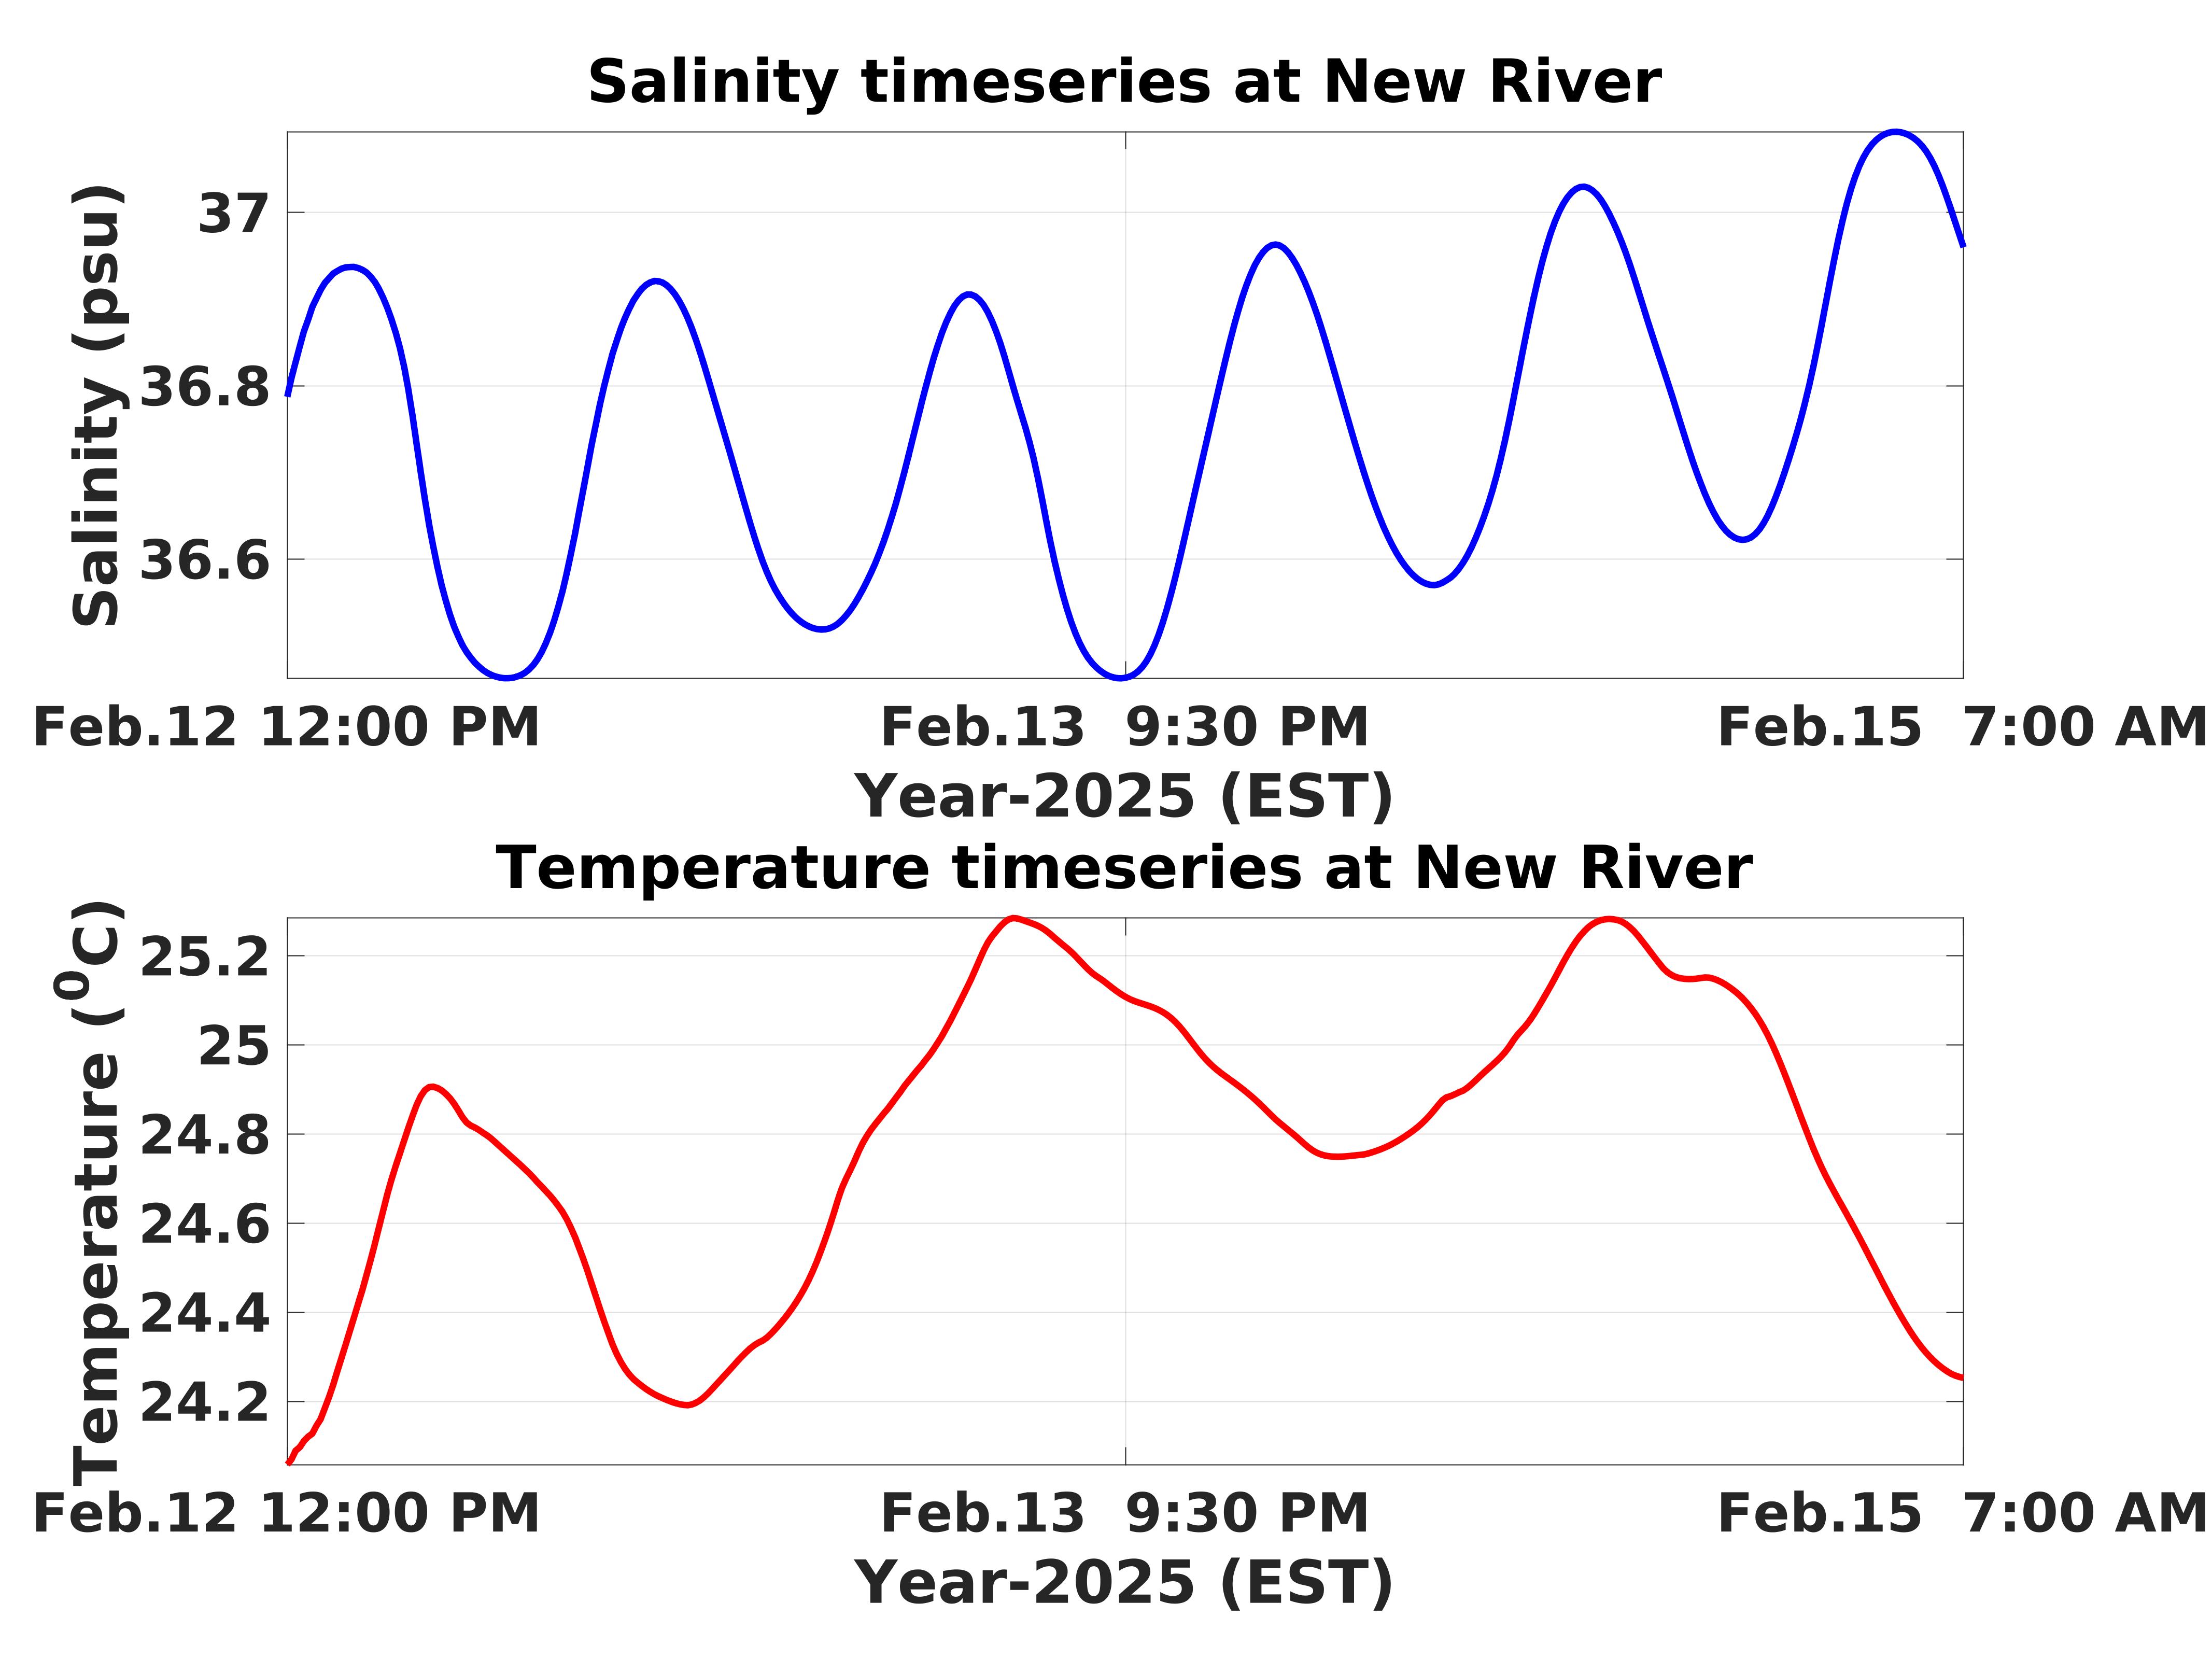 Salinity timeseries at New River
Salinity (psu)
37
36.8
36.6
Feb.12 12:00 PM
Feb.13 9:30 PM
Feb.15 7:00 AM
Year-2025 (EST)
Temperature timeseries at New River
Temperature (⁰C)
25.2
25
24.8
24.6
24.4
24.2
Feb.12 12:00 PM
Feb.13 9:30 PM
Feb.15 7:00 AM
Year-2025 (EST)